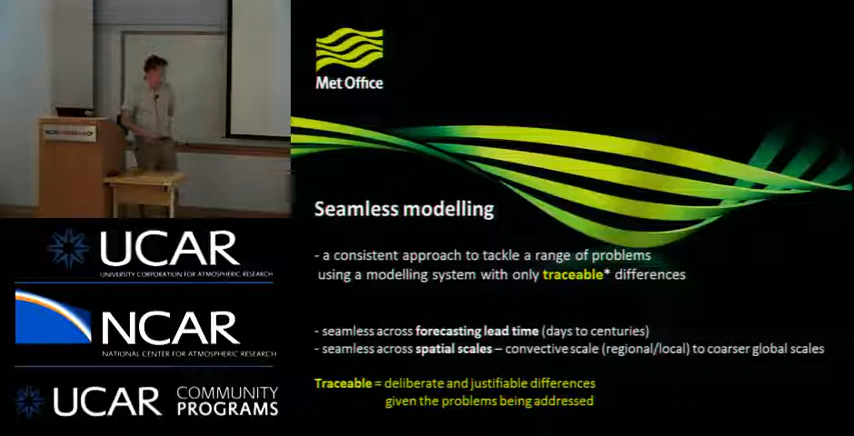 Met Office
Seamless modelling
- a consistent approach to tackle a range of problems
using a modelling system with only traceable* differences
- seamless across forecasting lead time (days to centuries)
- seamless across spatial scales – convective scale (regional/local) to coarser global scales
Traceable = deliberate and justifiable differences
given the problems being addressed
UCAR
UNIVERSITY CORPORATION FOR ATMOSPHERIC RESEARCH
NCAR
NATIONAL CENTER FOR ATMOSPHERIC RESEARCH
UCAR COMMUNITY
PROGRAMS